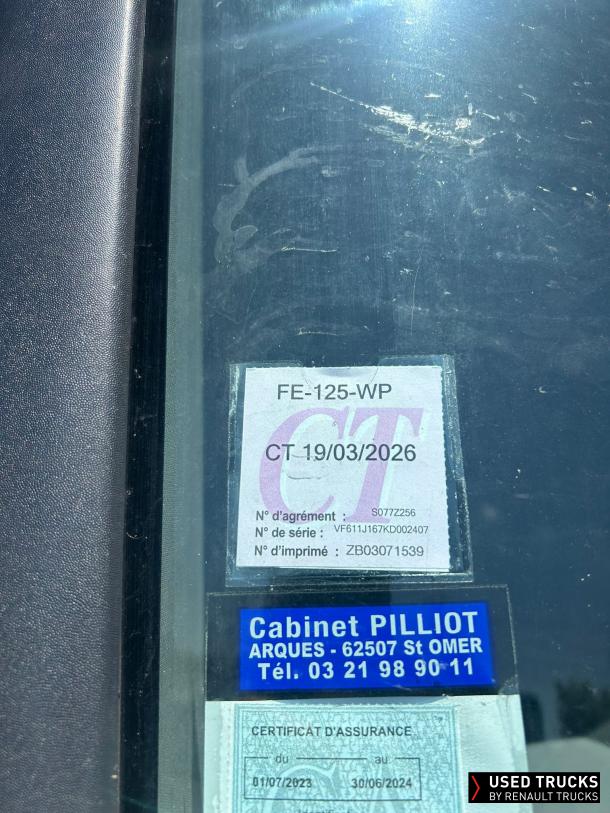 FE-125-WP
CT
CT 19/03/2026
N° d'agrément : S077Z256
N° de série : VF611J167KD002407
N° d'imprimé : ZB03071539
Cabinet PILLIOT
ARQUES - 62507 St OMER
Tél. 03 21 98 90 11
CERTIFICAT D'ASSURANCE
du au
01/07/2023 30/06/2024
USED TRUCKS
BY RENAULT TRUCKS